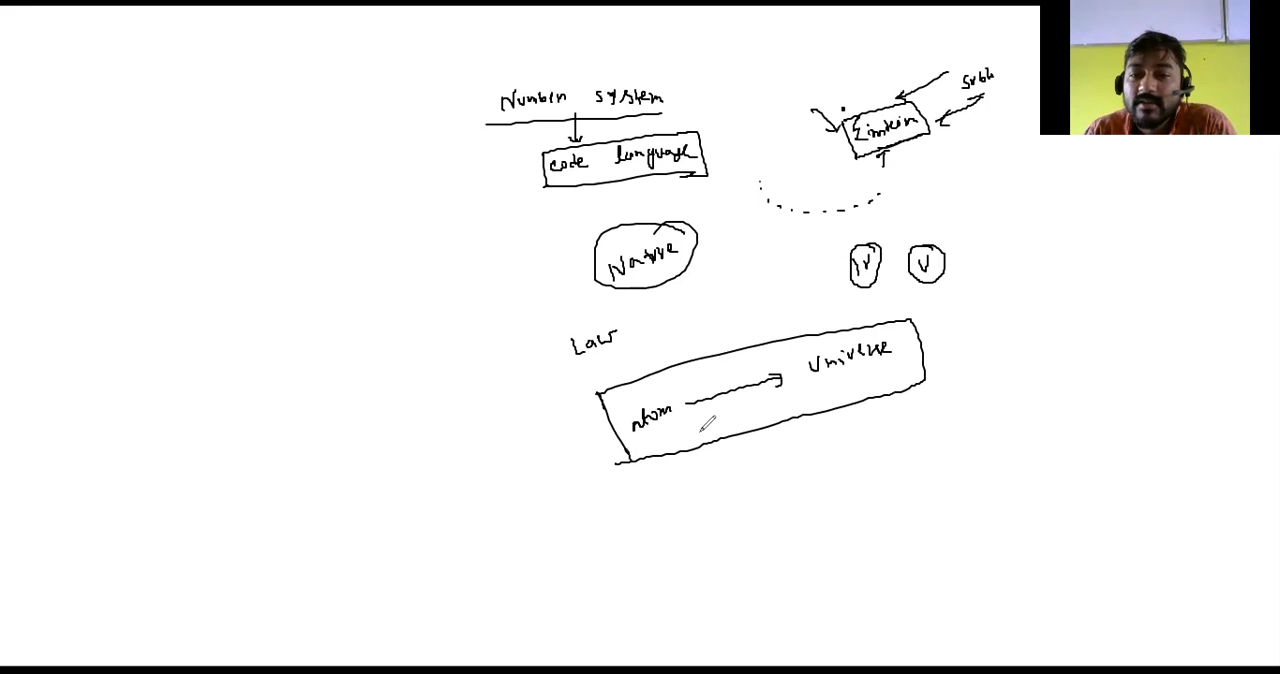 Number system
code language
Einstein
Nature
V
Law
Universe
Atom